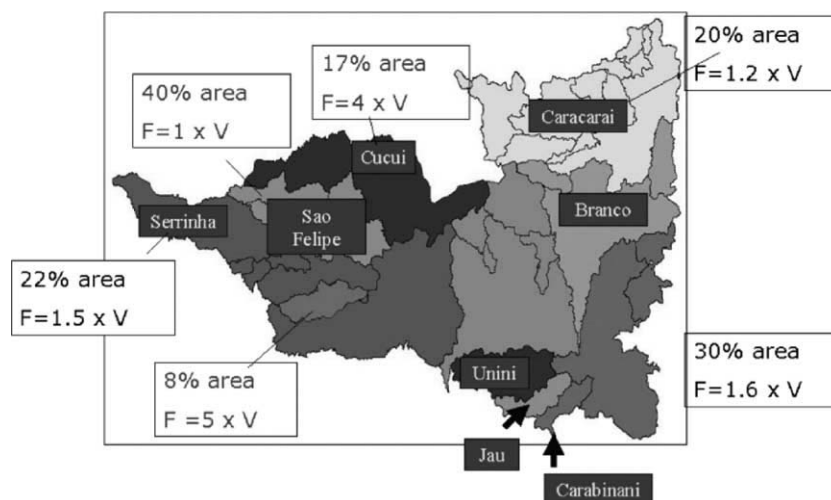 20% area
F=1.2 x V
17% area
F=4 x V
40% area
F=1 x V
Caracarai
Cucui
Serrinha
Sao
Felipe
Branco
22% area
F=1.5 x V
30% area
F=1.6 x V
8% area
F =5 x V
Unini
Jau
Carabinani